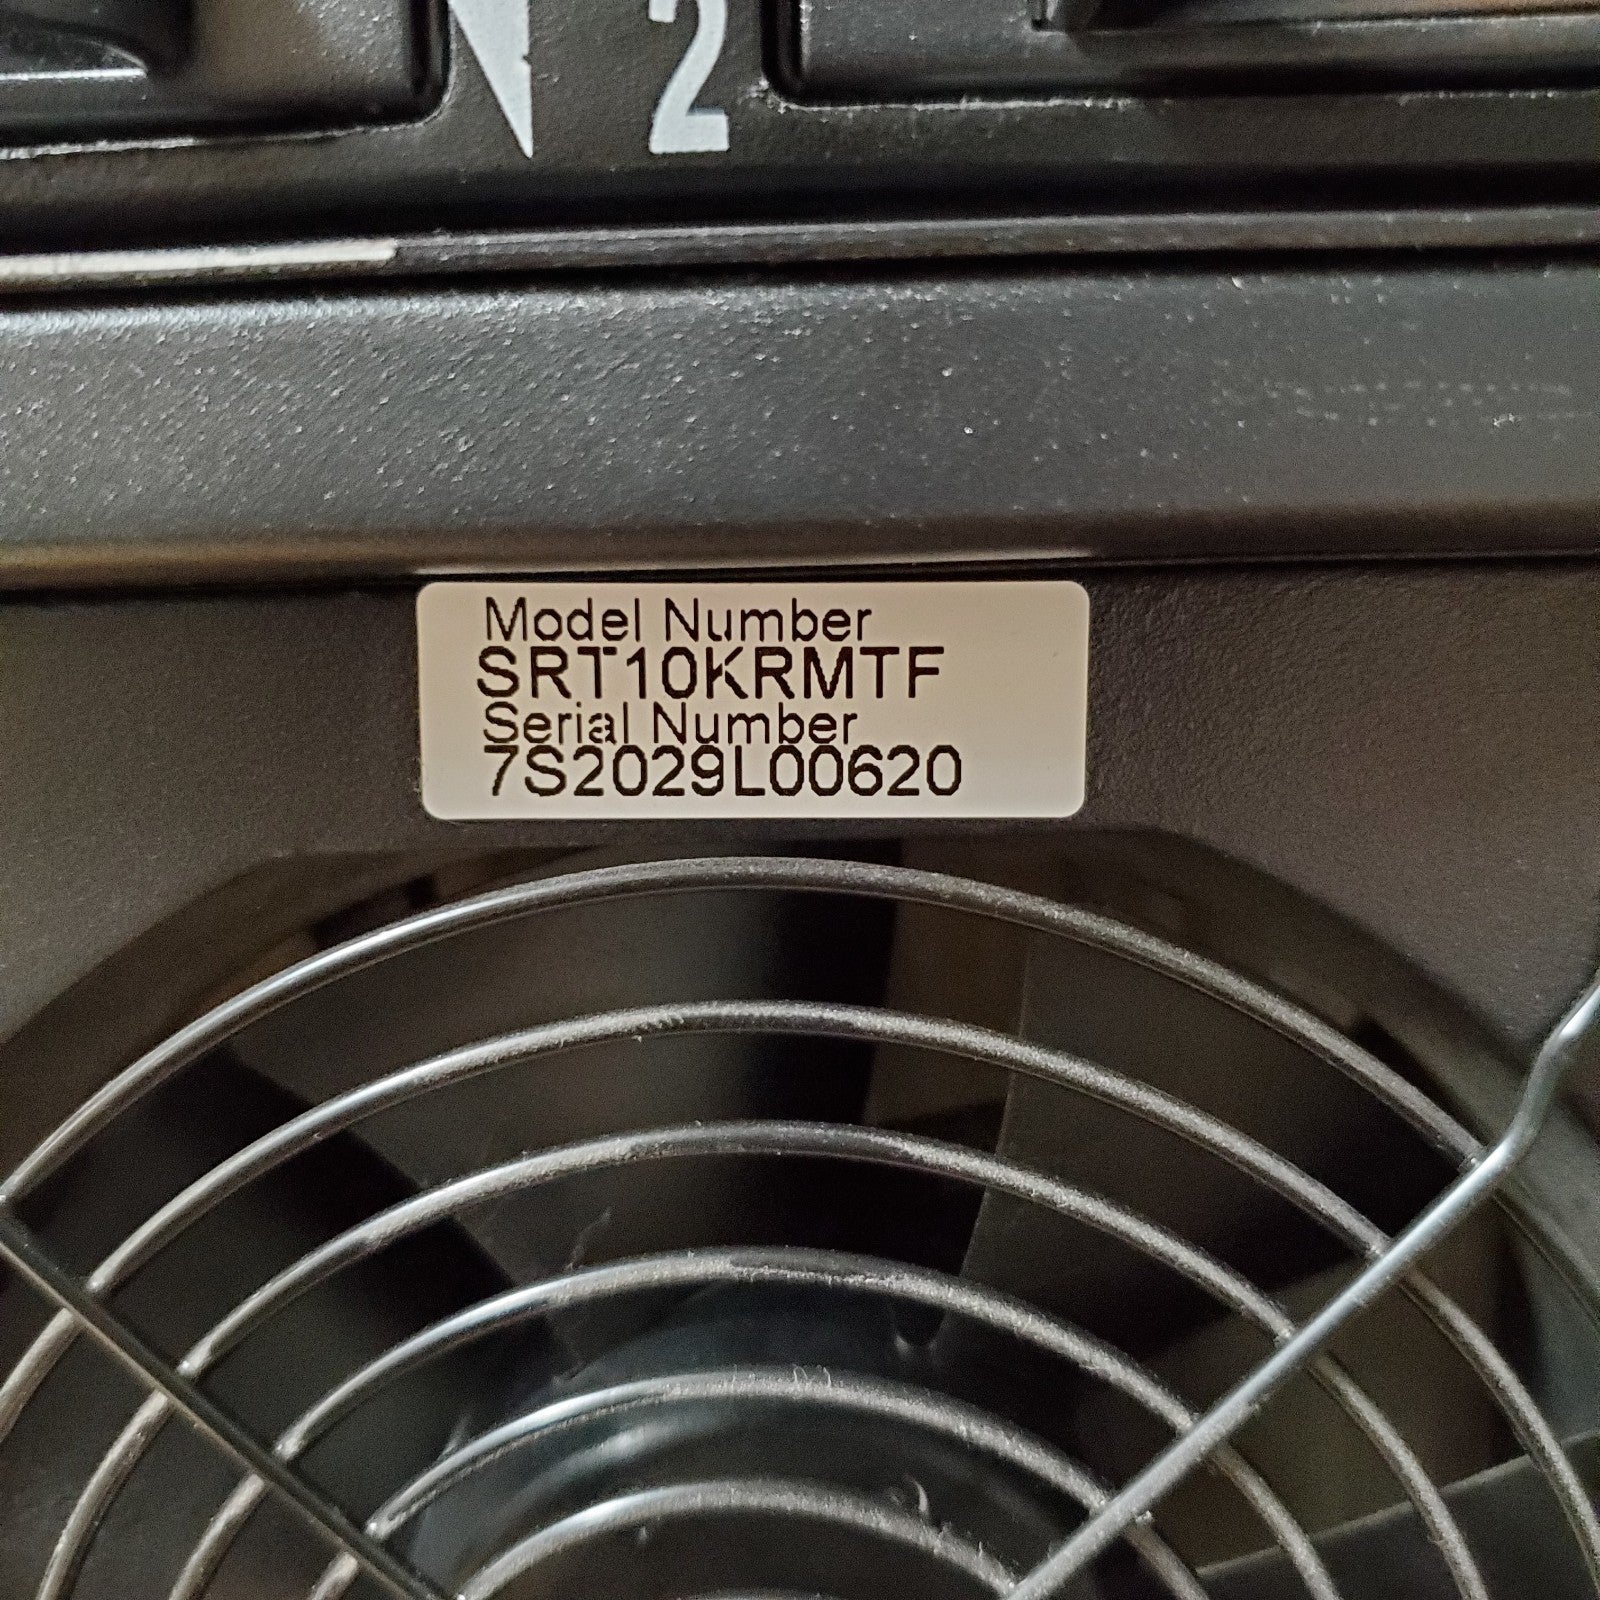 2
Model Number
SRT10KRMTF
Serial Number
7S2029L00620